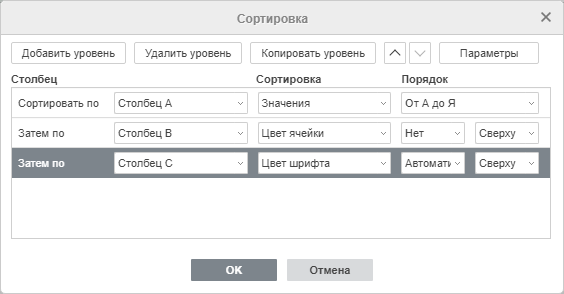 Сортировка
Добавить уровень Удалить уровень Копировать уровень Параметры
Столбец Сортировка Порядок
Сортировать по Столбец A Значения От А до Я
Затем по Столбец B Цвет ячейки Нет Сверху
Затем по Столбец C Цвет шрифта Автомати Сверху
OK Отмена